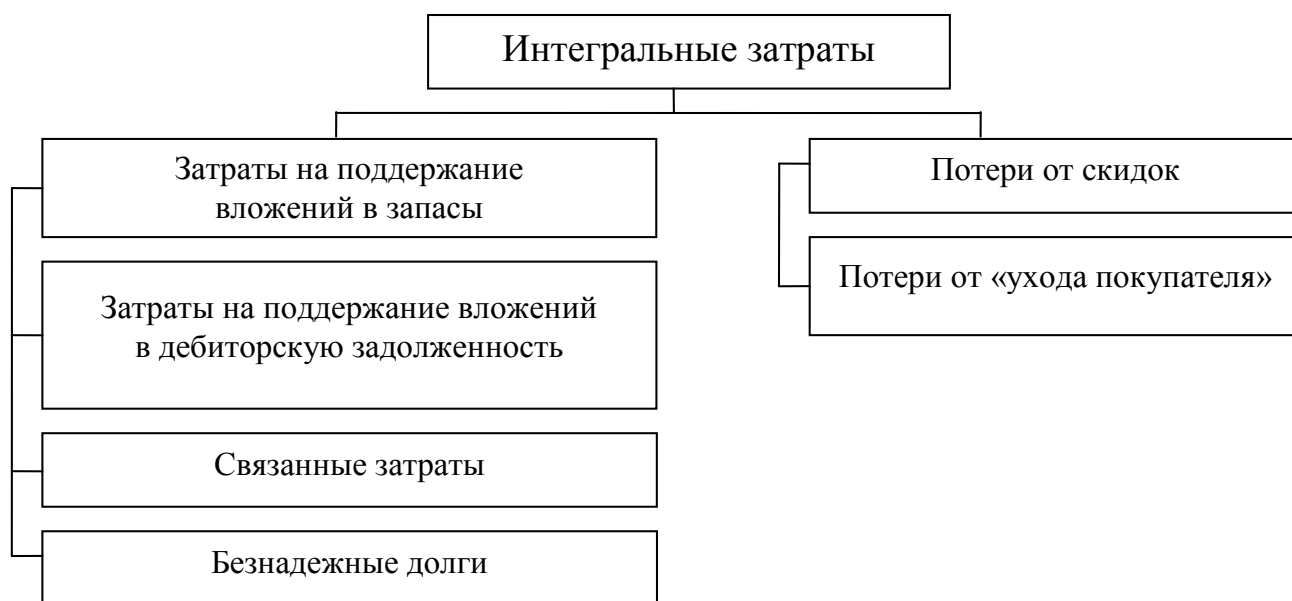 Интегральные затраты
Затраты на поддержание
вложений в запасы
Затраты на поддержание вложений
в дебиторскую задолженность
Связанные затраты
Безнадежные долги
Потери от скидок
Потери от «ухода покупателя»